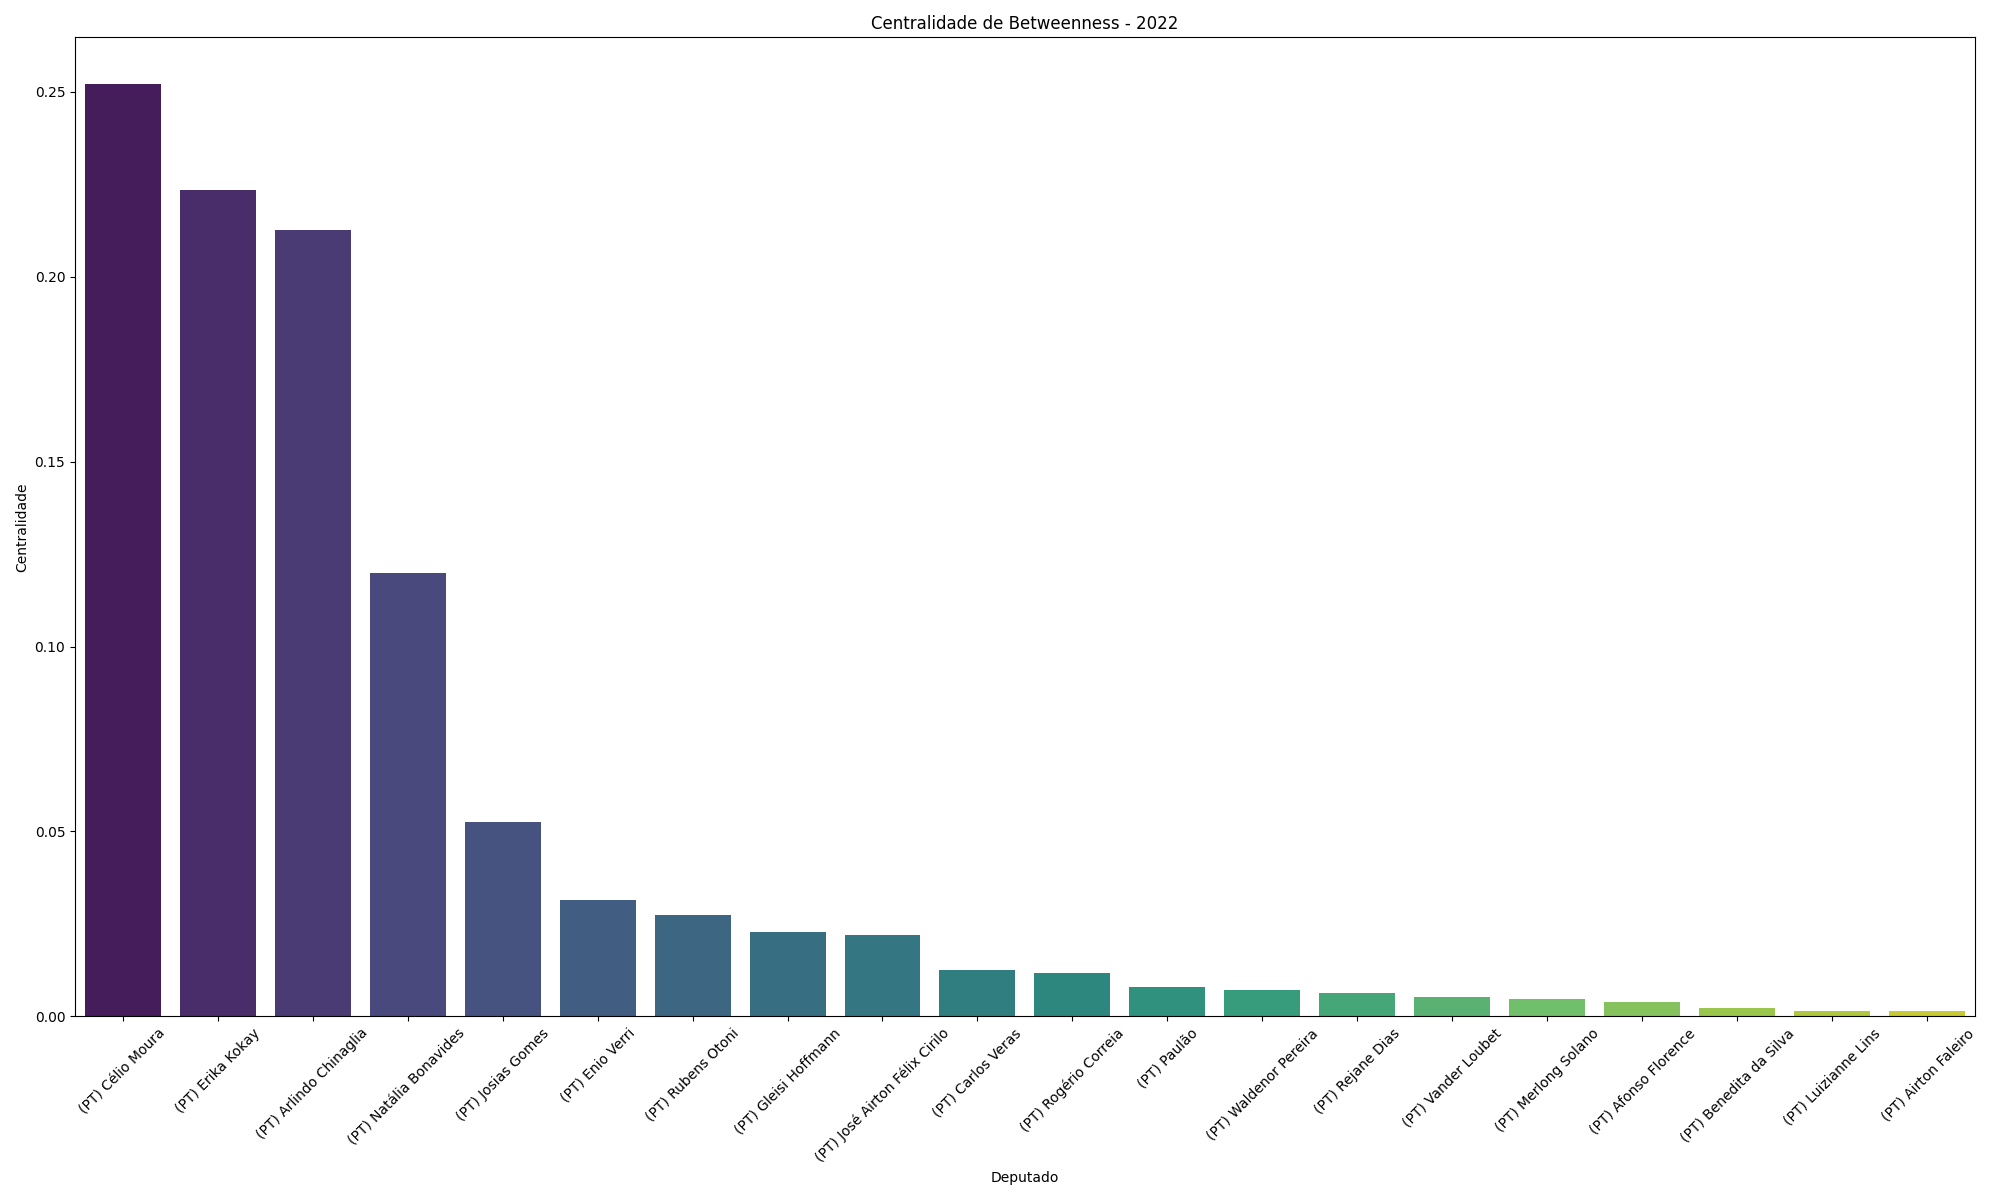 Centralidade de Betweenness - 2022
Centralidade
0.25
0.20
0.15
0.10
0.05
0.00
(PT) Célio Moura
(PT) Erika Kokay
(PT) Arlindo Chinaglia
(PT) Natália Bonavides
(PT) Josias Gomes
(PT) Enio Verri
(PT) Rubens Otoni
(PT) Gleisi Hoffmann
(PT) José Airton Félix Cirilo
(PT) Carlos Veras
(PT) Rogério Correia
(PT) Paulão
(PT) Waldenor Pereira
(PT) Rejane Dias
(PT) Vander Loubet
(PT) Merlong Solano
(PT) Afonso Florence
(PT) Benedita da Silva
(PT) Luizianne Lins
(PT) Airton Faleiro
Deputado